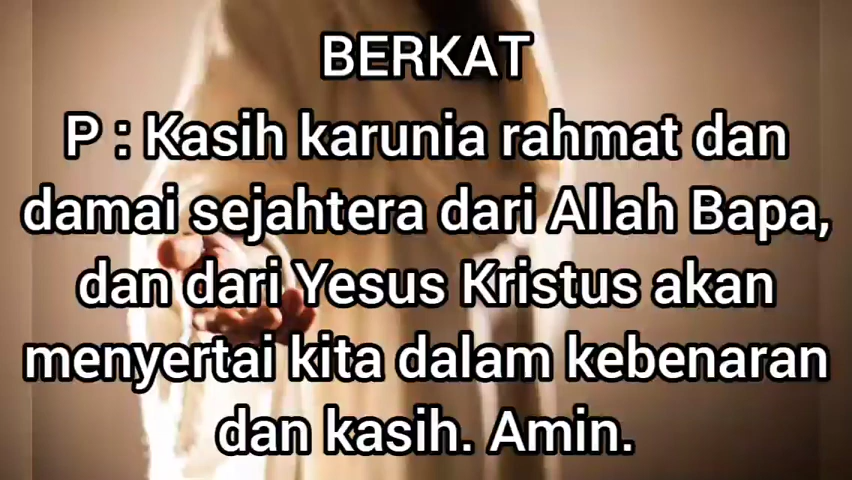 BERKAT
P : Kasih karunia rahmat dan
damai sejahtera dari Allah Bapa,
dan dari Yesus Kristus akan
menyertai kita dalam kebenaran
dan kasih. Amin.